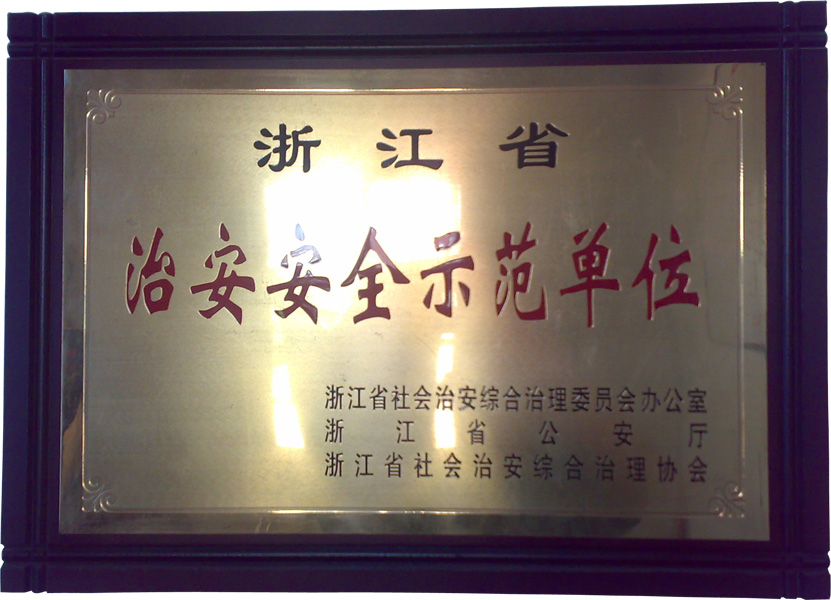 浙江省
治安安全示范单位
浙江省社会治安综合治理委员会办公室
浙江省公安厅
浙江省社会治安综合治理协会